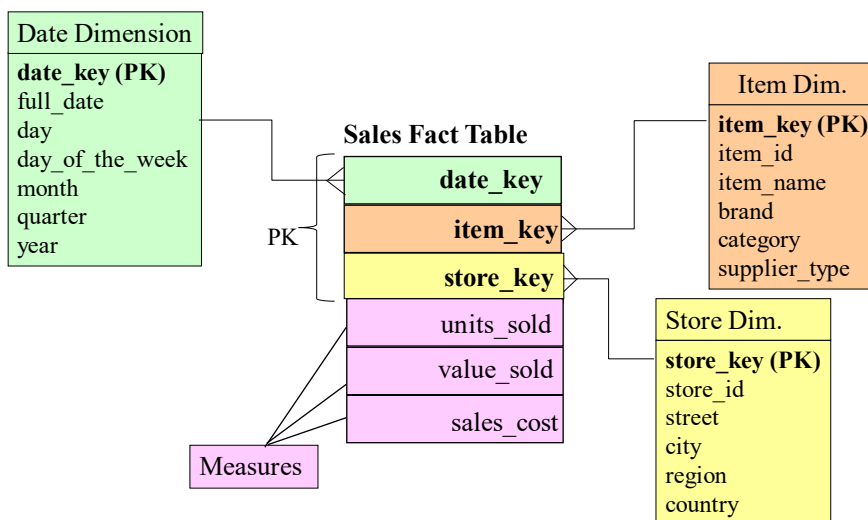 Date Dimension
date_key (PK)
full_date
day
day_of_the_week
month
quarter
year
Sales Fact Table
date_key
item_key
store_key
units_sold
value_sold
sales_cost
PK
Measures
Item Dim.
item_key (PK)
item_id
item_name
brand
category
supplier_type
Store Dim.
store_key (PK)
store_id
street
city
region
country